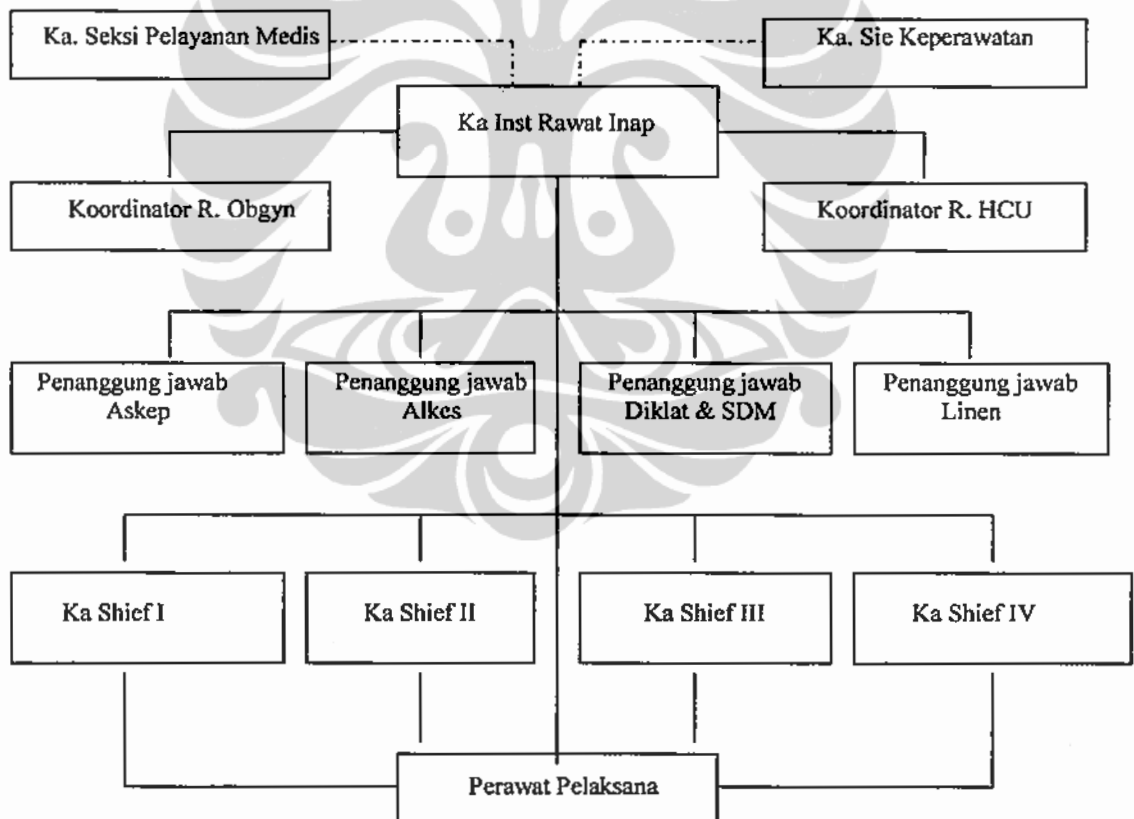 Ka. Seksi Pelayanan Medis
Ka. Sie Keperawatan
Ka Inst Rawat Inap
Koordinator R. Obgyn
Koordinator R. HCU
Penanggung jawab
Askep
Penanggung jawab
Alkes
Penanggung jawab
Diklat & SDM
Penanggung jawab
Linen
Ka Shief I
Ka Shief II
Ka Shief III
Ka Shief IV
Perawat Pelaksana